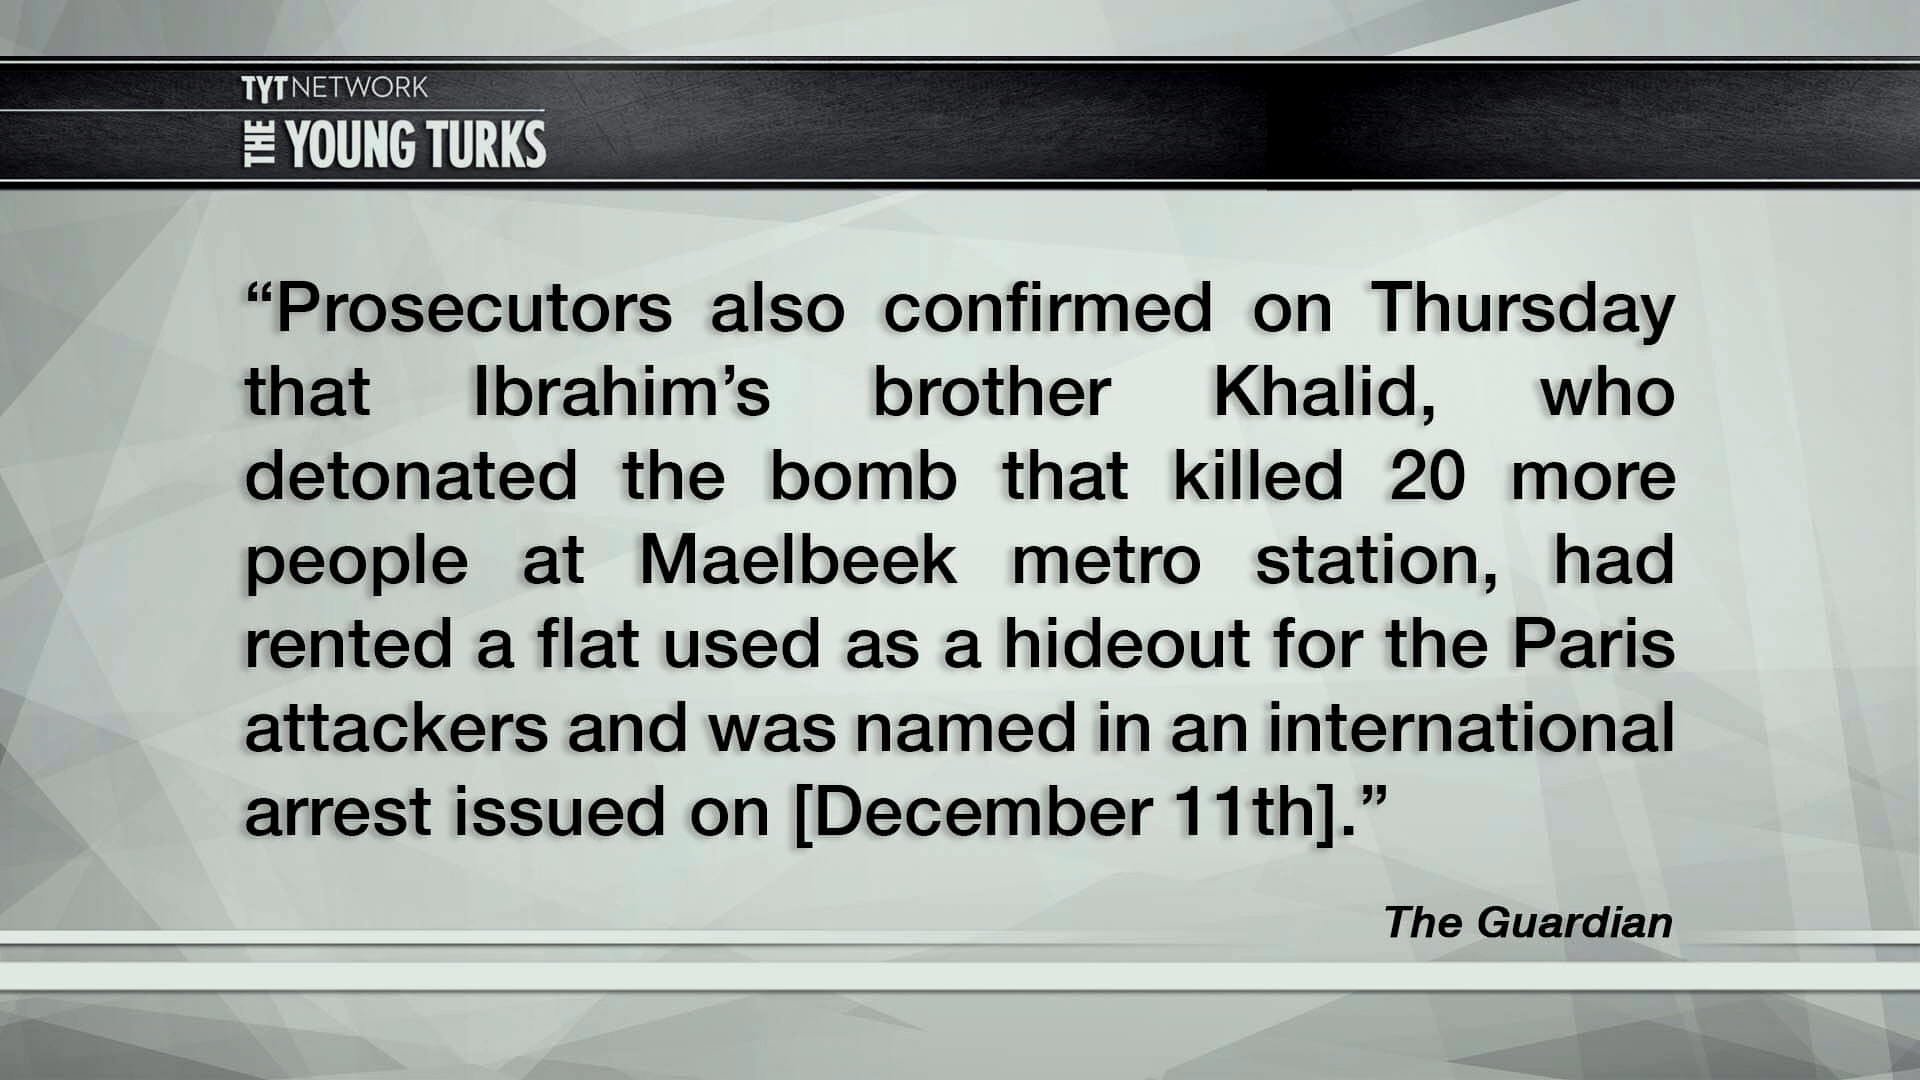 TYT NETWORK
THE YOUNG TURKS
“Prosecutors also confirmed on Thursday
that Ibrahim’s brother Khalid, who
detonated the bomb that killed 20 more
people at Maelbeek metro station, had
rented a flat used as a hideout for the Paris
attackers and was named in an international
arrest issued on [December 11th].”
The Guardian